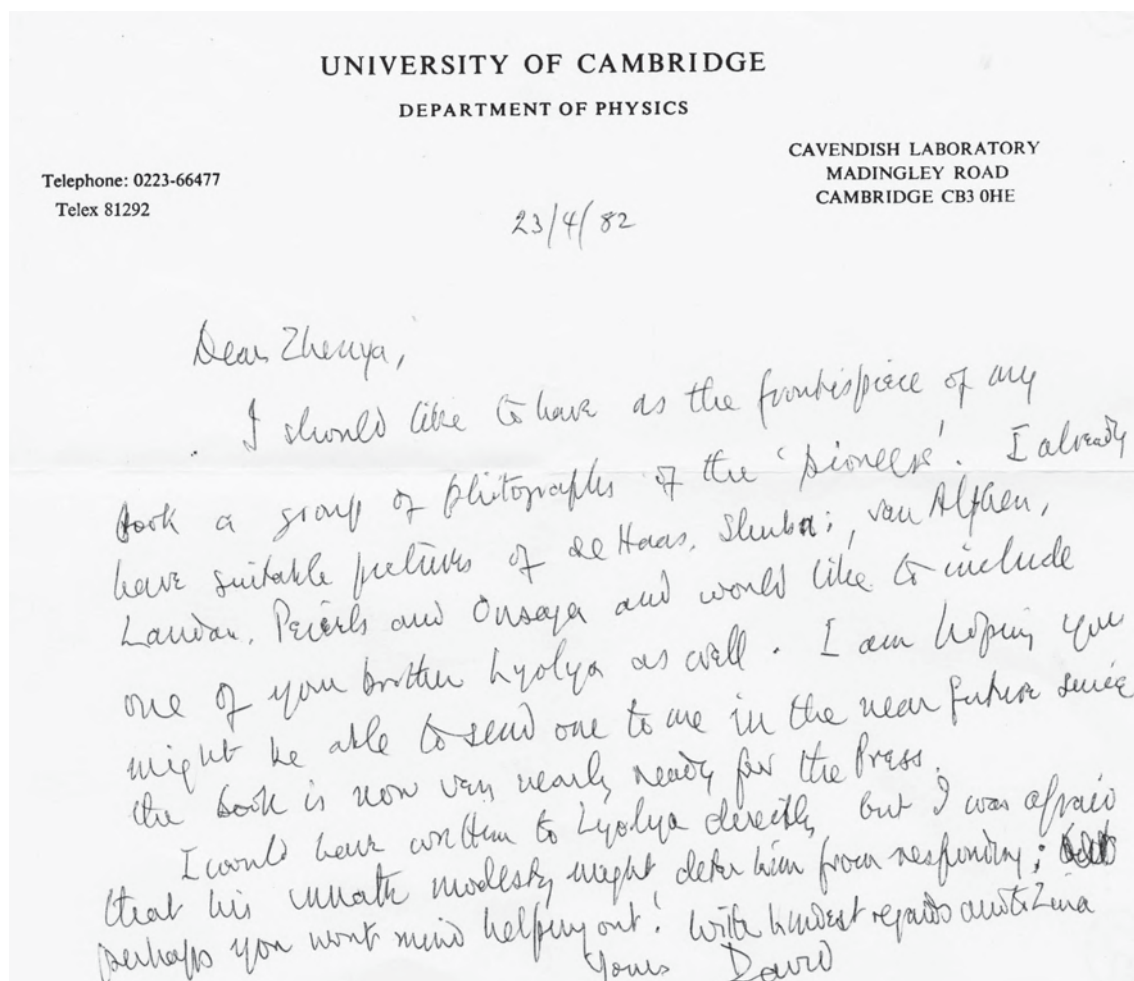 UNIVERSITY OF CAMBRIDGE
DEPARTMENT OF PHYSICS
CAVENDISH LABORATORY
MADINGLEY ROAD
CAMBRIDGE CB3 0HE
Telephone: 0223-66477
Telex 81292
23/4/82
Dear Zhenya,
I should like to have as the frontispiece of my
book a group of photographs of the 'pioneers'. I already
have suitable pictures of de Haas, Shubn; van Alphen,
Landau, Peierls and Onsager and would like to include
one of your brother Lyolya as well. I am hoping you
might be able to send one to me in the near future since
the book is now very nearly ready for the Press.
I would have written to Lyolya directly but I was afraid
that his innate modesty might deter him from responding;
perhaps you wont mind helping out! With kindest regards and to Zina
Yours David